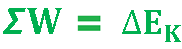 ΣW = ΔE_K